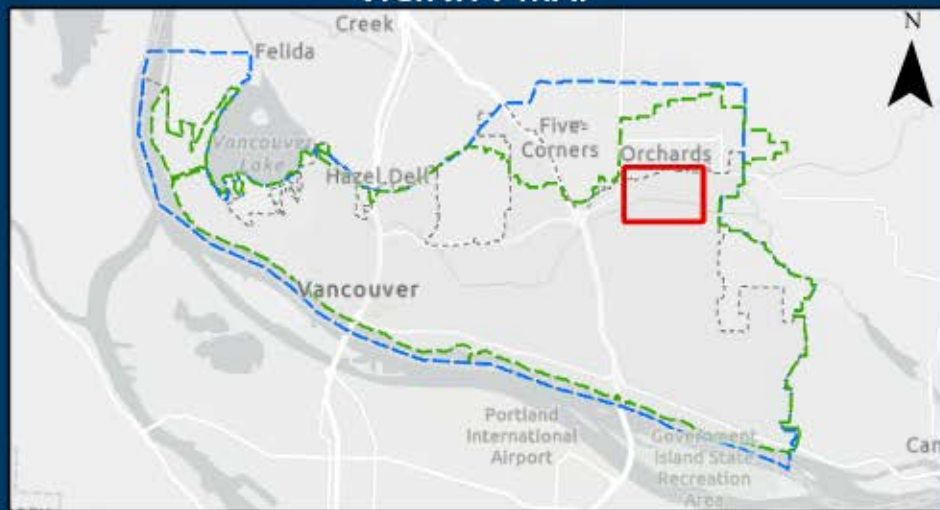 Creek
N
Felida
Vancouver
Lake
Five
Corners
Orchards
Hazel Dell
Vancouver
Portland
International
Airport
Government
Island State
Recreation
Area